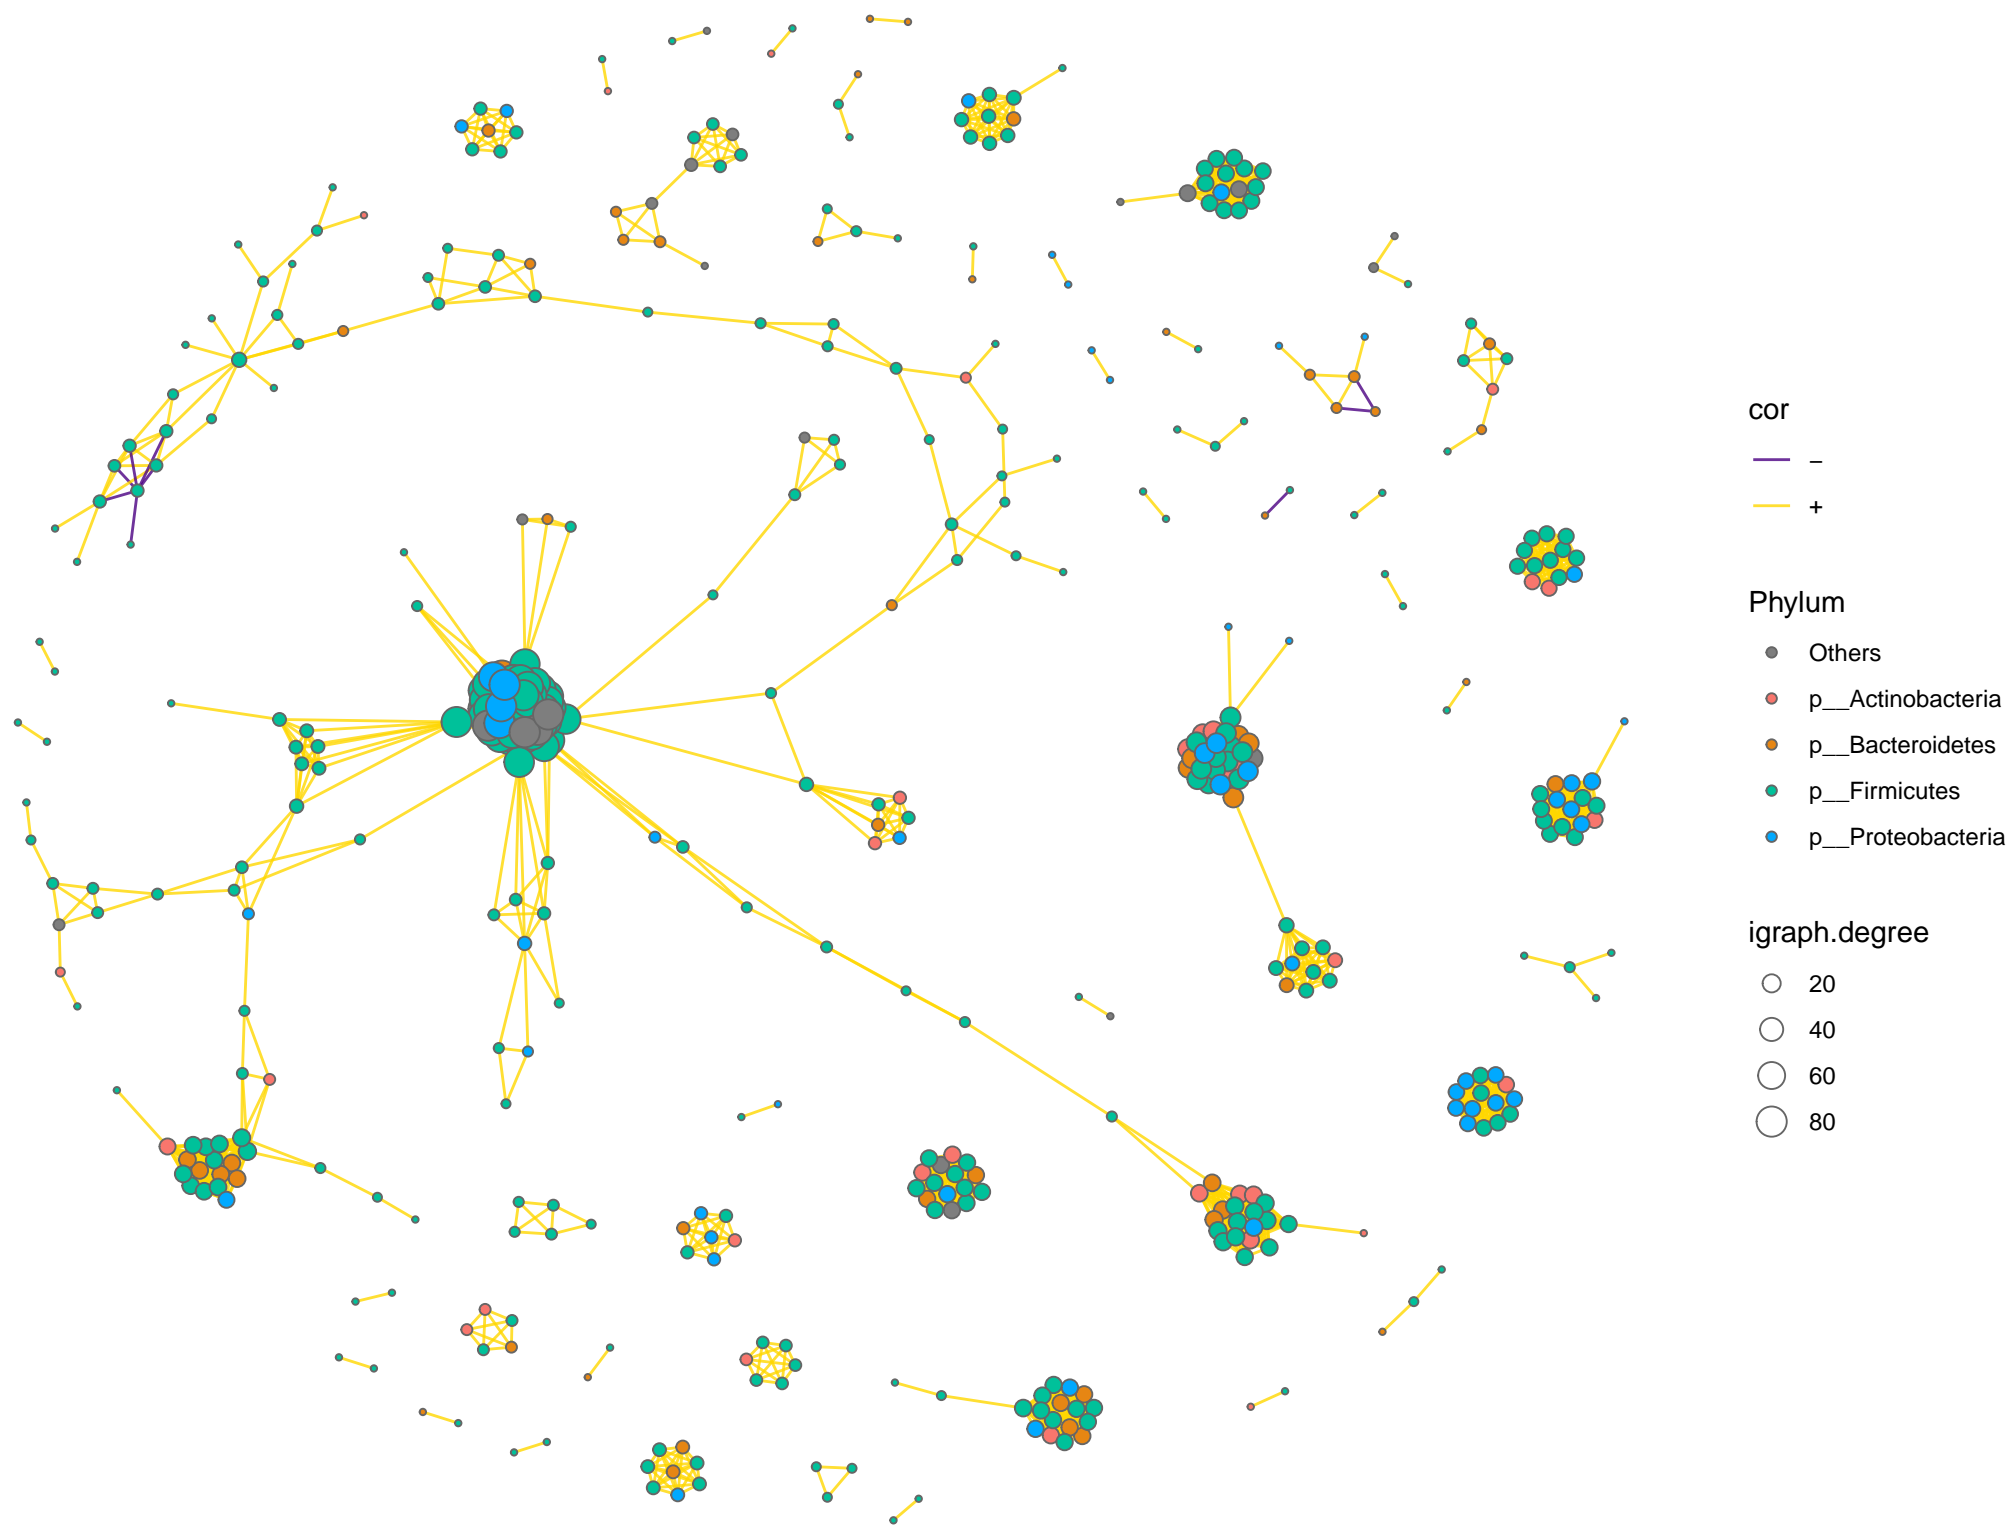 cor
–
+
Phylum
Others
p__Actinobacteria
p__Bacteroidetes
p__Firmicutes
p__Proteobacteria
igraph.degree
20
40
60
80